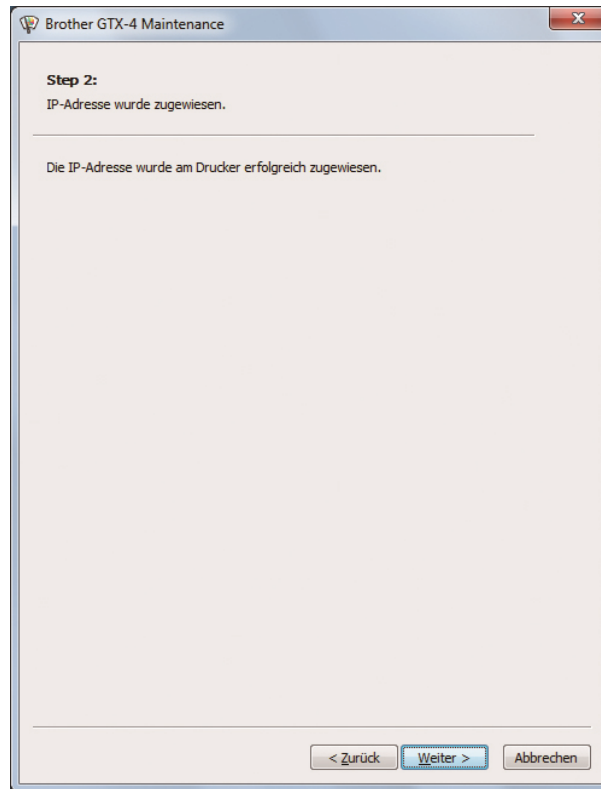 Brother GTX-4 Maintenance
Step 2:
IP-Adresse wurde zugewiesen.
Die IP-Adresse wurde am Drucker erfolgreich zugewiesen.
< Zurück Weiter > Abbrechen